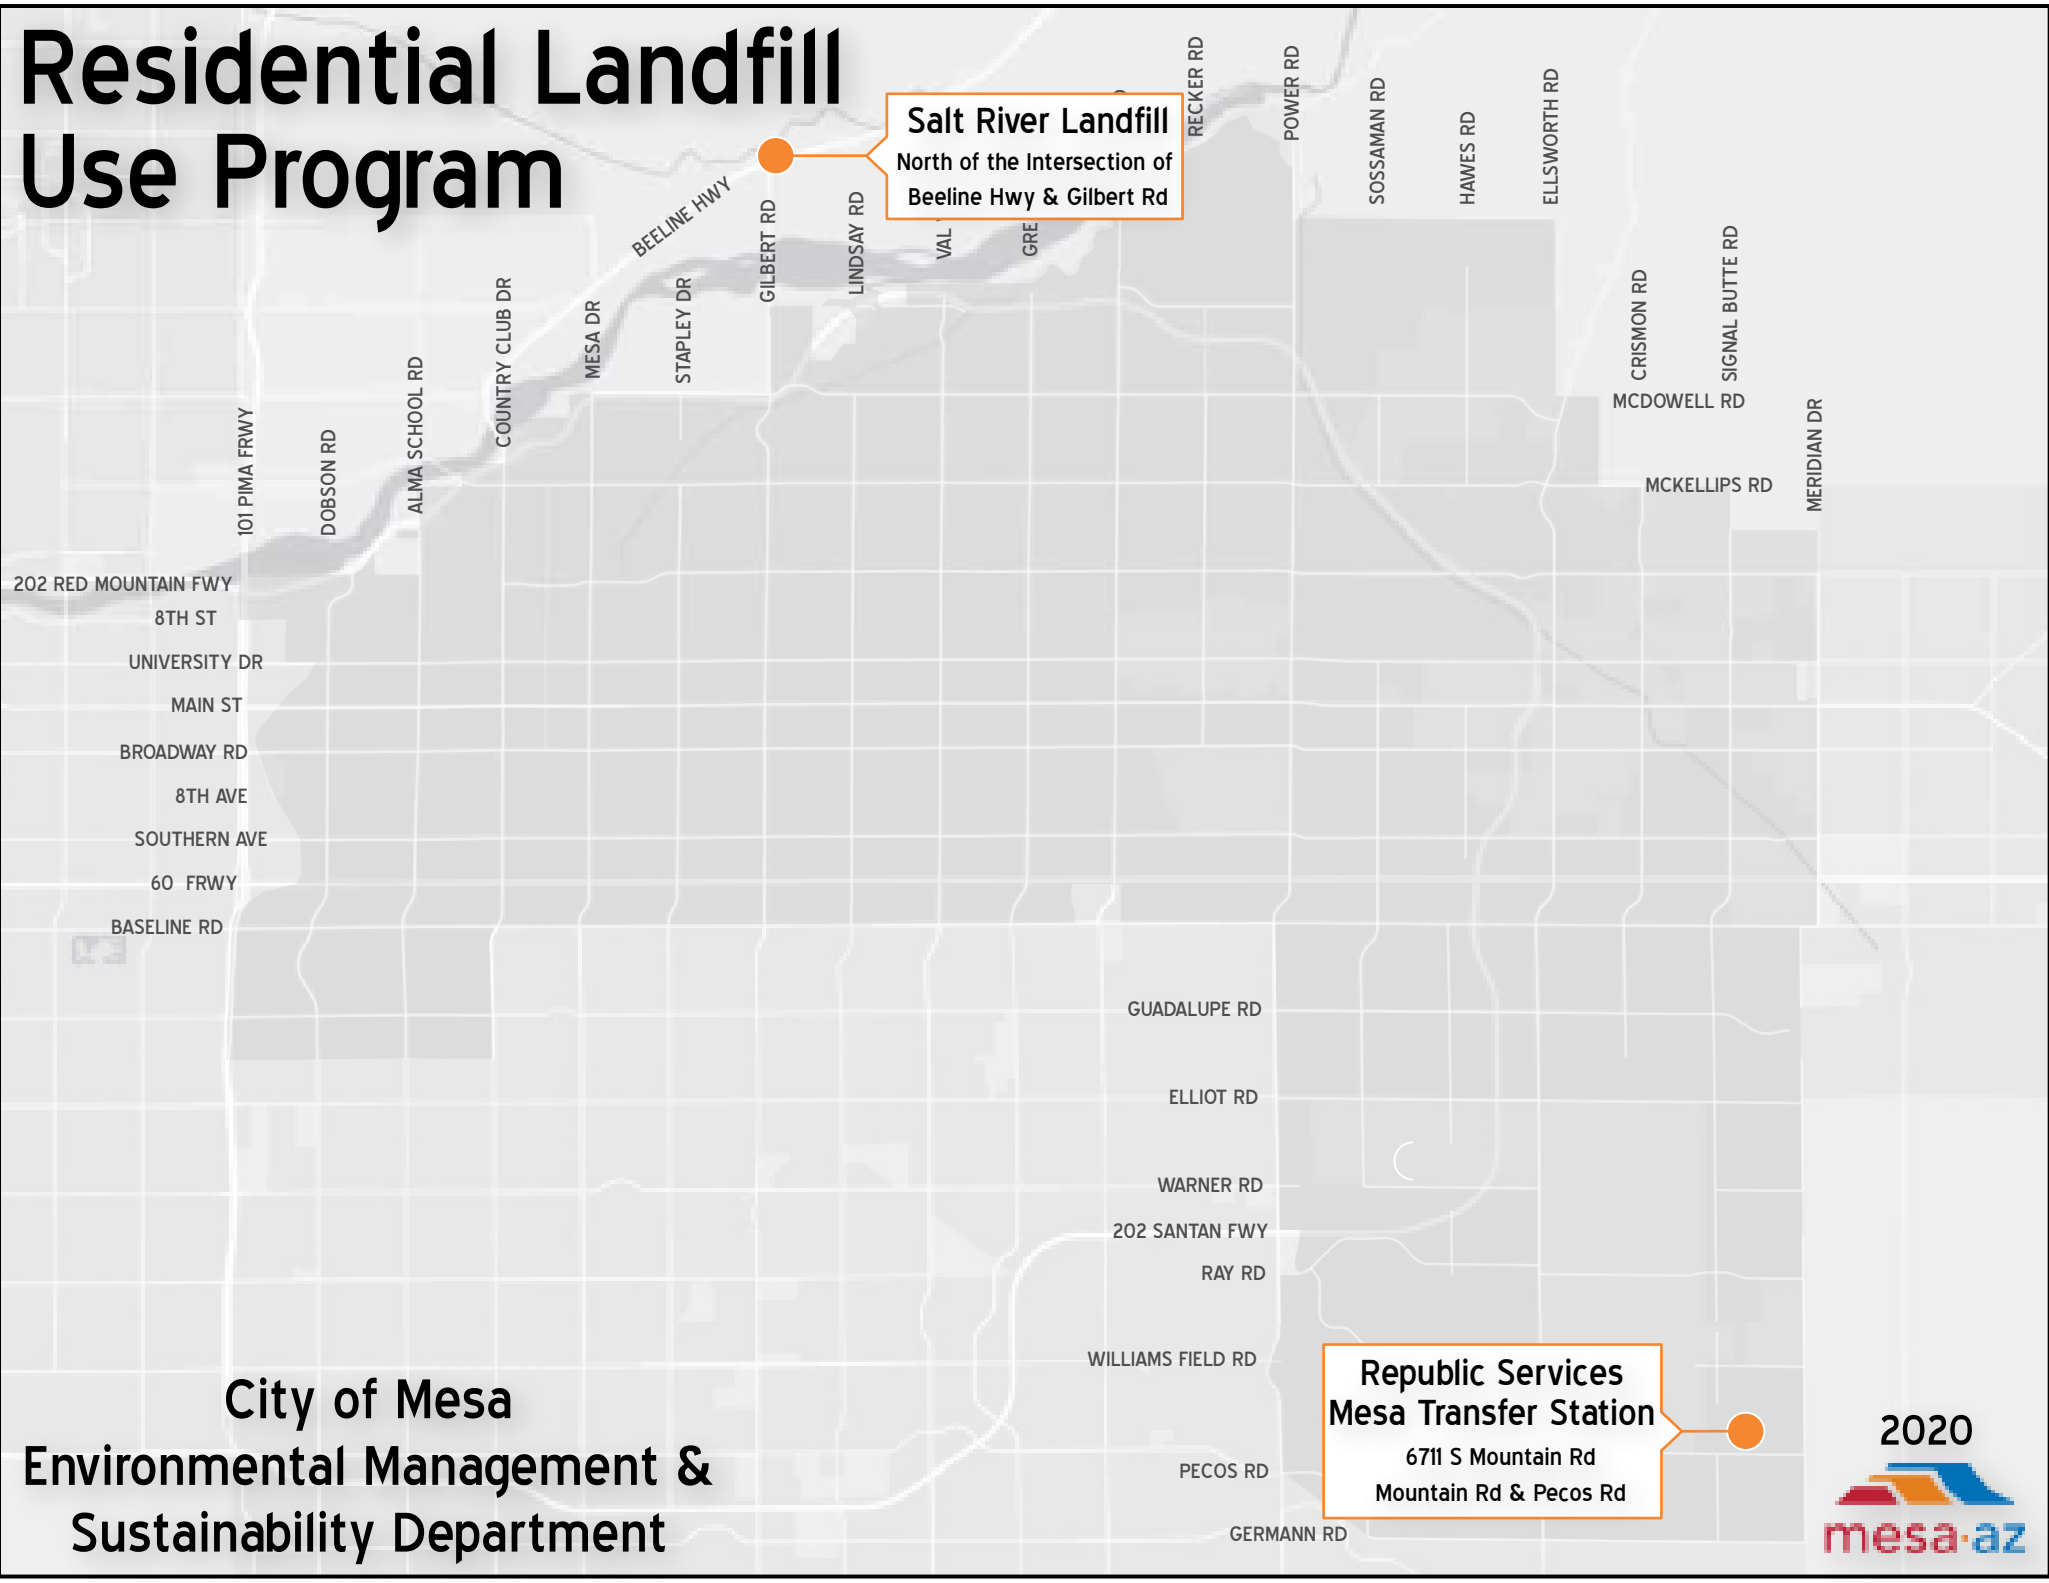 Residential Landfill
Use Program
Salt River Landfill
North of the Intersection of
Beeline Hwy & Gilbert Rd
RECKER RD
POWER RD
SOSSAMAN RD
HAWES RD
ELLSWORTH RD
BEELINE HWY
GILBERT RD
LINDSAY RD
VAL
GRE
CRISMON RD
SIGNAL BUTTE RD
COUNTRY CLUB DR
MESA DR
STAPLEY DR
MCDOWELL RD
101 PIMA FRWY
DOBSON RD
ALMA SCHOOL RD
MCKELLIPS RD
MERIDIAN DR
202 RED MOUNTAIN FWY
8TH ST
UNIVERSITY DR
MAIN ST
BROADWAY RD
8TH AVE
SOUTHERN AVE
60 FRWY
BASELINE RD
GUADALUPE RD
ELLIOT RD
WARNER RD
202 SANTAN FWY
RAY RD
WILLIAMS FIELD RD
PECOS RD
GERMANN RD
Republic Services
Mesa Transfer Station
6711 S Mountain Rd
Mountain Rd & Pecos Rd
City of Mesa
Environmental Management &
Sustainability Department
2020
mesa·az